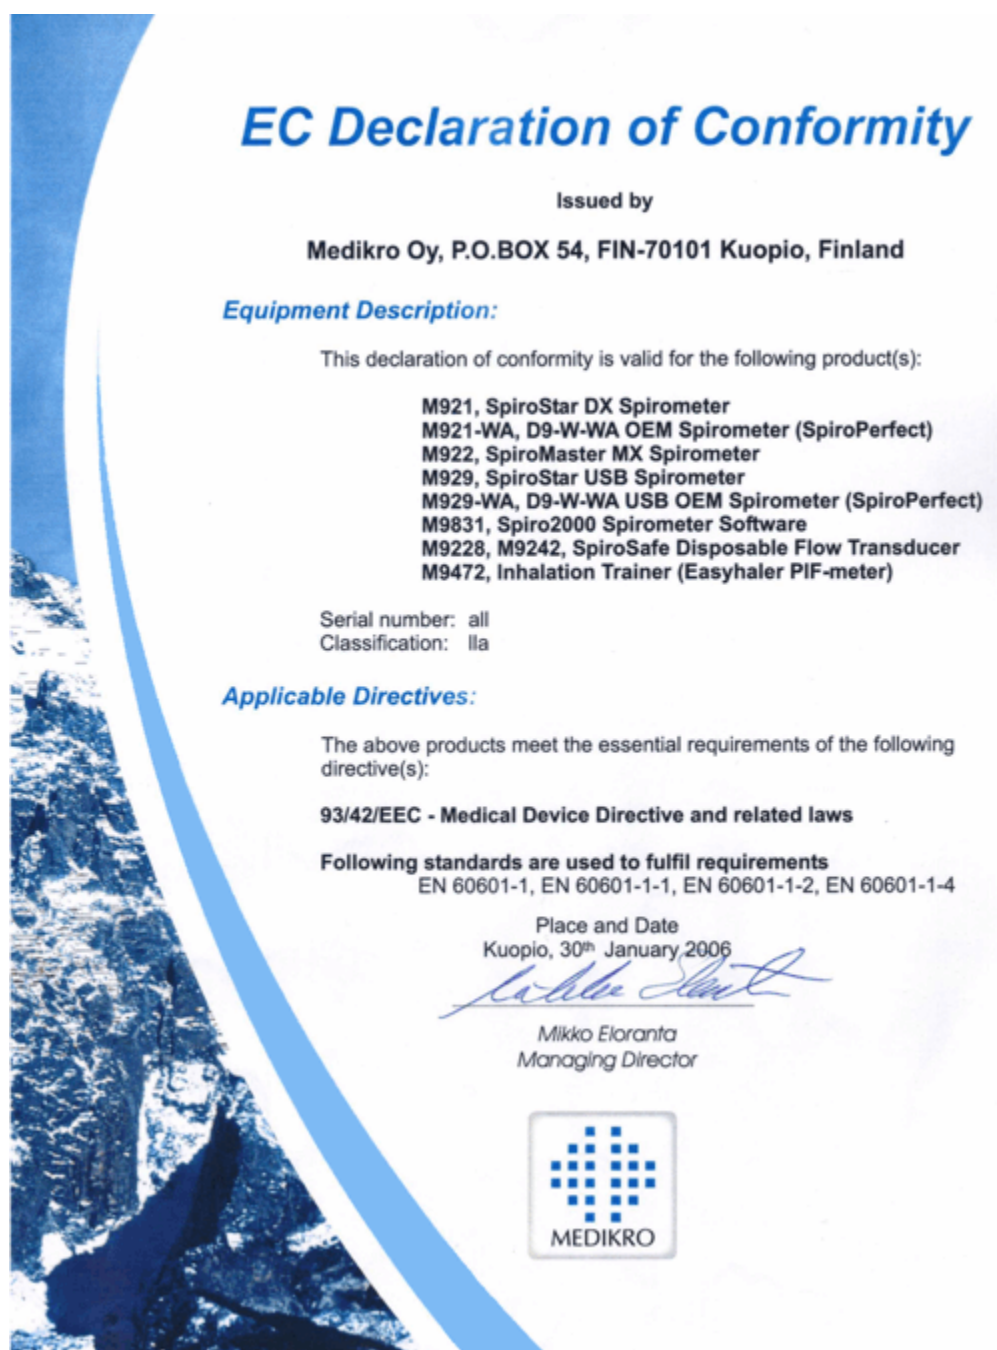 EC Declaration of Conformity
Issued by
Medikro Oy, P.O.BOX 54, FIN-70101 Kuopio, Finland
Equipment Description:
This declaration of conformity is valid for the following product(s):
M921, SpiroStar DX Spirometer
M921-WA, D9-W-WA OEM Spirometer (SpiroPerfect)
M922, SpiroMaster MX Spirometer
M929, SpiroStar USB Spirometer
M929-WA, D9-W-WA USB OEM Spirometer (SpiroPerfect)
M9831, Spiro2000 Spirometer Software
M9228, M9242, SpiroSafe Disposable Flow Transducer
M9472, Inhalation Trainer (Easyhaler PIF-meter)
Serial number: all
Classification: IIa
Applicable Directives:
The above products meet the essential requirements of the following
directive(s):
93/42/EEC - Medical Device Directive and related laws
Following standards are used to fulfil requirements
EN 60601-1, EN 60601-1-1, EN 60601-1-2, EN 60601-1-4
Place and Date
Kuopio, 30th January 2006
Mikko Eloranta
Managing Director
MEDIKRO